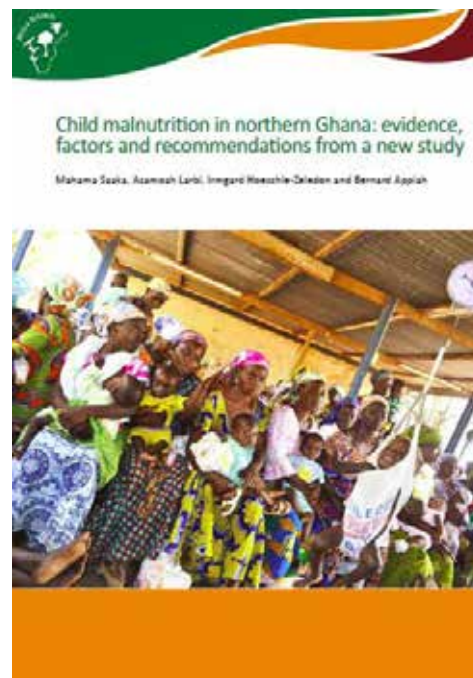 Child malnutrition in northern Ghana: evidence,
factors and recommendations from a new study
Mahama Saaka, Asamoah Larbi, Irmgard Hoeschle-Zeledon and Bernard Appiah